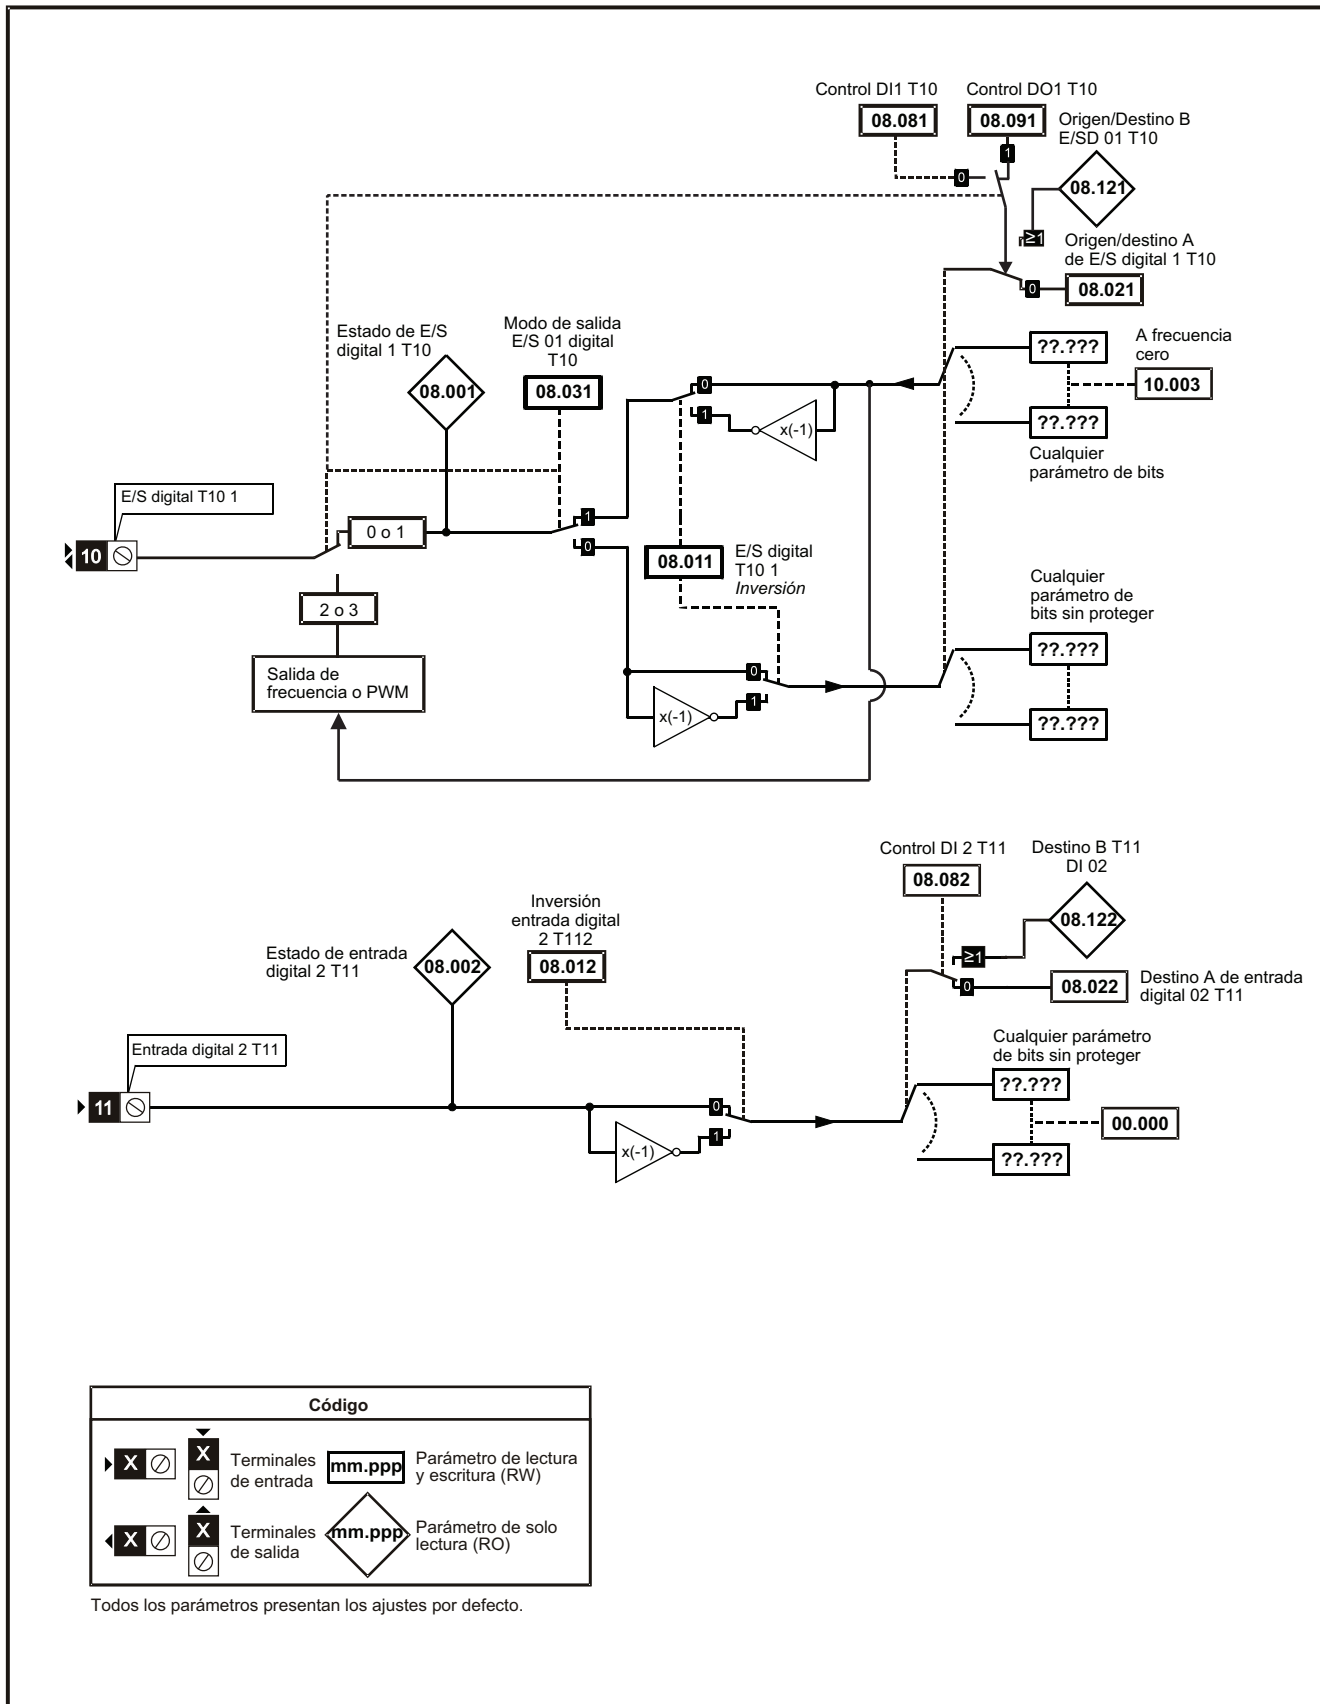 Control DI1 T10
Control DO1 T10
08.081
08.091
Origen/Destino B
E/SD 01 T10
1
0
08.121
≥1
Origen/destino A
de E/S digital 1 T10
0
08.021
Estado de E/S
digital 1 T10
08.001
Modo de salida
E/S 01 digital
T10
08.031
0
1
x(-1)
??.???
A frecuencia
cero
10.003
??.???
Cualquier
parámetro de bits
E/S digital T10 1
10
0 o 1
1
0
08.011
E/S digital
T10 1
Inversión
2 o 3
Salida de
frecuencia o PWM
Cualquier
parámetro de
bits sin proteger
??.???
0
1
x(-1)
??.???
Control DI 2 T11
08.082
Destino B T11
DI 02
08.122
≥1
0
08.022
Destino A de entrada
digital 02 T11
Estado de entrada
digital 2 T11
08.002
Inversión
entrada digital
2 T112
08.012
Entrada digital 2 T11
11
0
1
x(-1)
Cualquier parámetro
de bits sin proteger
??.???
00.000
??.???
Código
X
X
Terminales
de entrada
mm.ppp
Parámetro de lectura
y escritura (RW)
X
X
Terminales
de salida
mm.ppp
Parámetro de solo
lectura (RO)
Todos los parámetros presentan los ajustes por defecto.